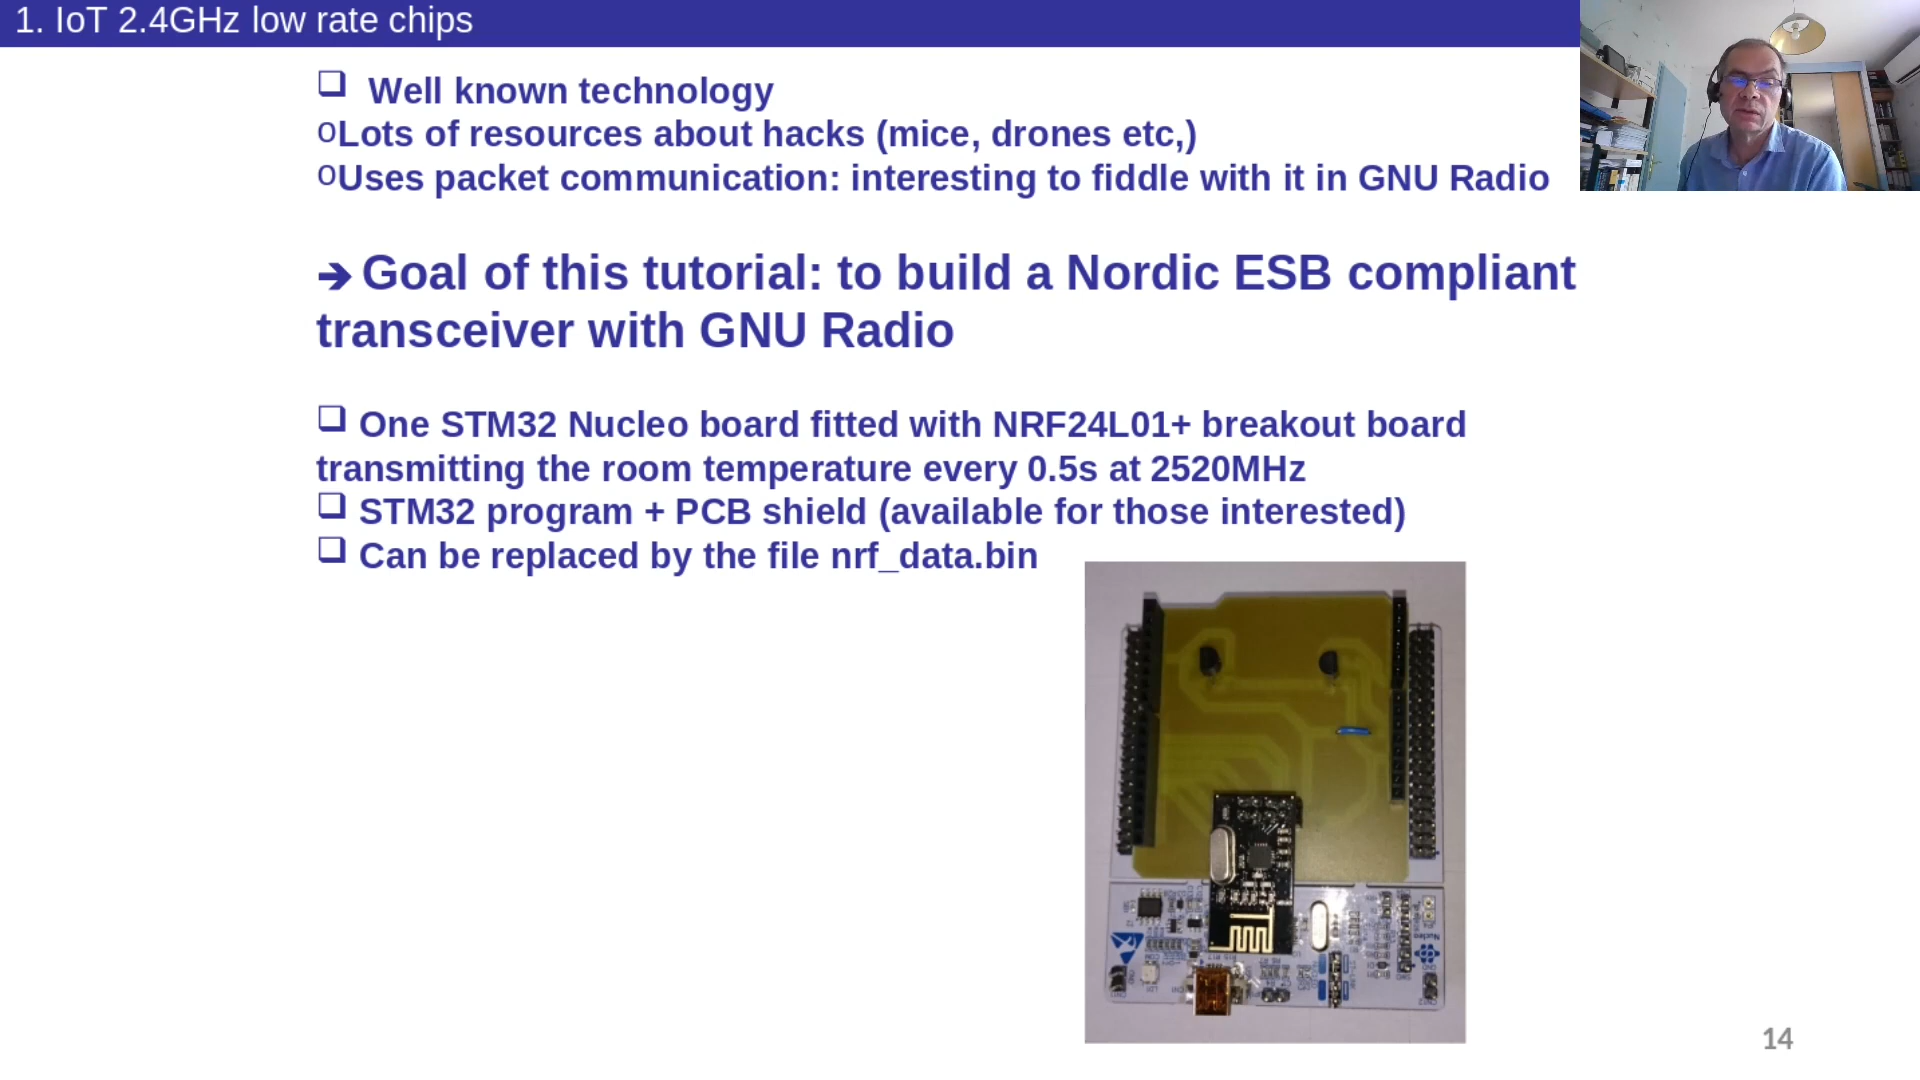 1. IoT 2.4GHz low rate chips
❑ Well known technology
oLots of resources about hacks (mice, drones etc,)
oUses packet communication: interesting to fiddle with it in GNU Radio
➔ Goal of this tutorial: to build a Nordic ESB compliant
transceiver with GNU Radio
❑ One STM32 Nucleo board fitted with NRF24L01+ breakout board
transmitting the room temperature every 0.5s at 2520MHz
❑ STM32 program + PCB shield (available for those interested)
❑ Can be replaced by the file nrf_data.bin
Nucleo
14